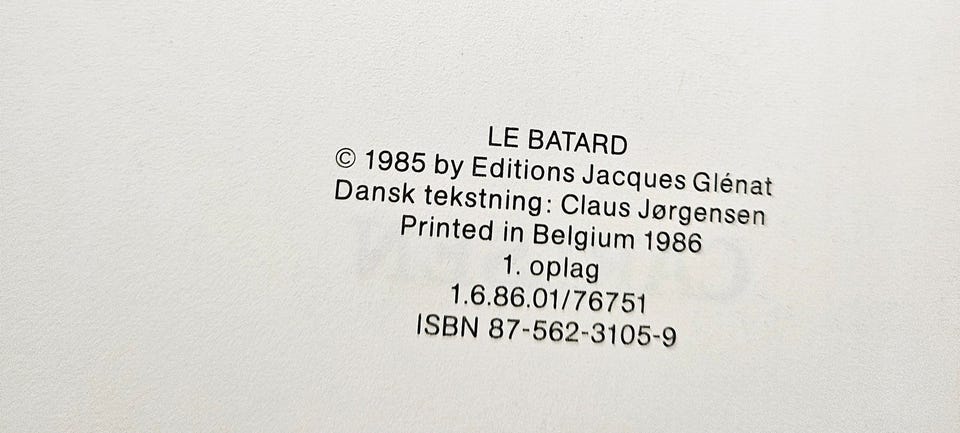 LE BATARD
© 1985 by Editions Jacques Glénat
Dansk tekstning: Claus Jørgensen
Printed in Belgium 1986
1. oplag
1.6.86.01/76751
ISBN 87-562-3105-9